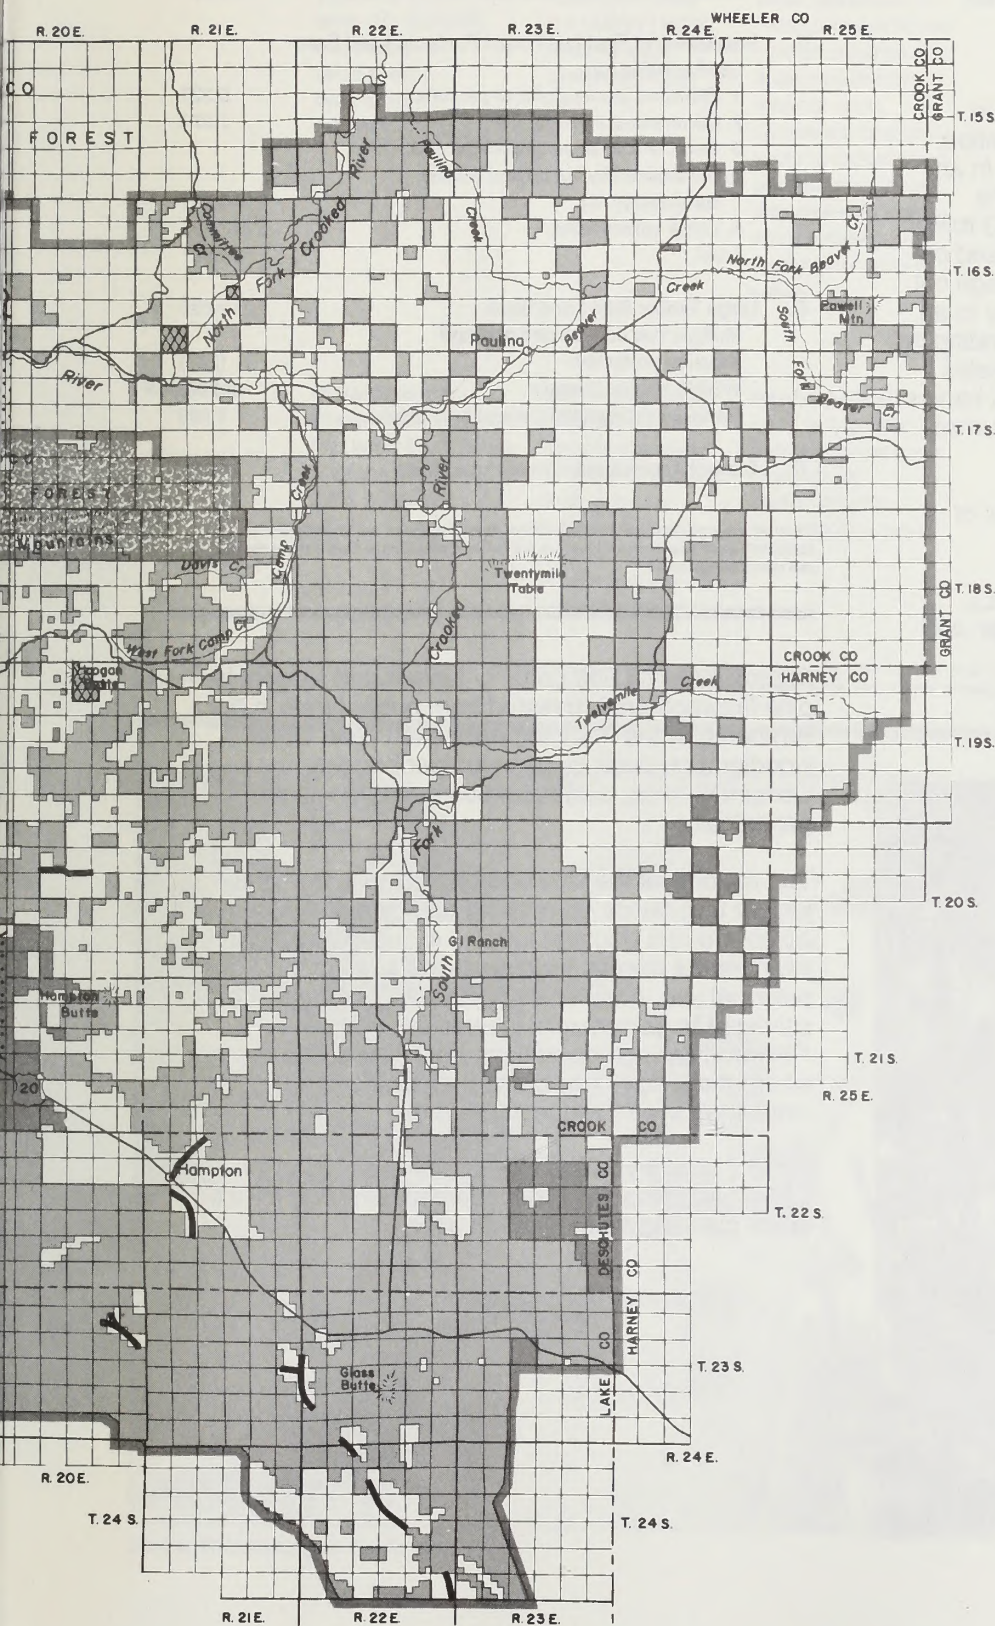 WHEELER CO
R. 20 E.
R. 21 E.
R. 22 E.
R. 23 E.
R. 24 E.
R. 25 E.
CROOK CO
GRANT CO
CO
T. 15 S.
FOREST
River
Paulina
Committee
Cr
Crooked
Creek
North Fork Beaver Cr
Fork
Creek
T. 16 S.
North
Powell
Mtn
South
Beaver
Paulina
Fork
River
Beaver Cr
T. 17 S.
Creek
River
FOREST
Mountains
Camp
Davis Cr
Twentymile
Table
T. 18 S.
Crooked
GRANT CO
West Fork Camp Cr
CROOK CO
HARNEY CO
Butte
Creek
Twelvemile
T. 19 S.
Fork
T. 20 S.
G I Ranch
South
Hampton
Butte
T. 21 S.
20
R. 25 E.
CROOK CO
Hampton
DESCHUTES CO
T. 22 S.
HARNEY CO
LAKE CO
T. 23 S.
Glass
Butte
R. 24 E.
R. 20 E.
T. 24 S.
T. 24 S.
R. 21 E.
R. 22 E.
R. 23 E.